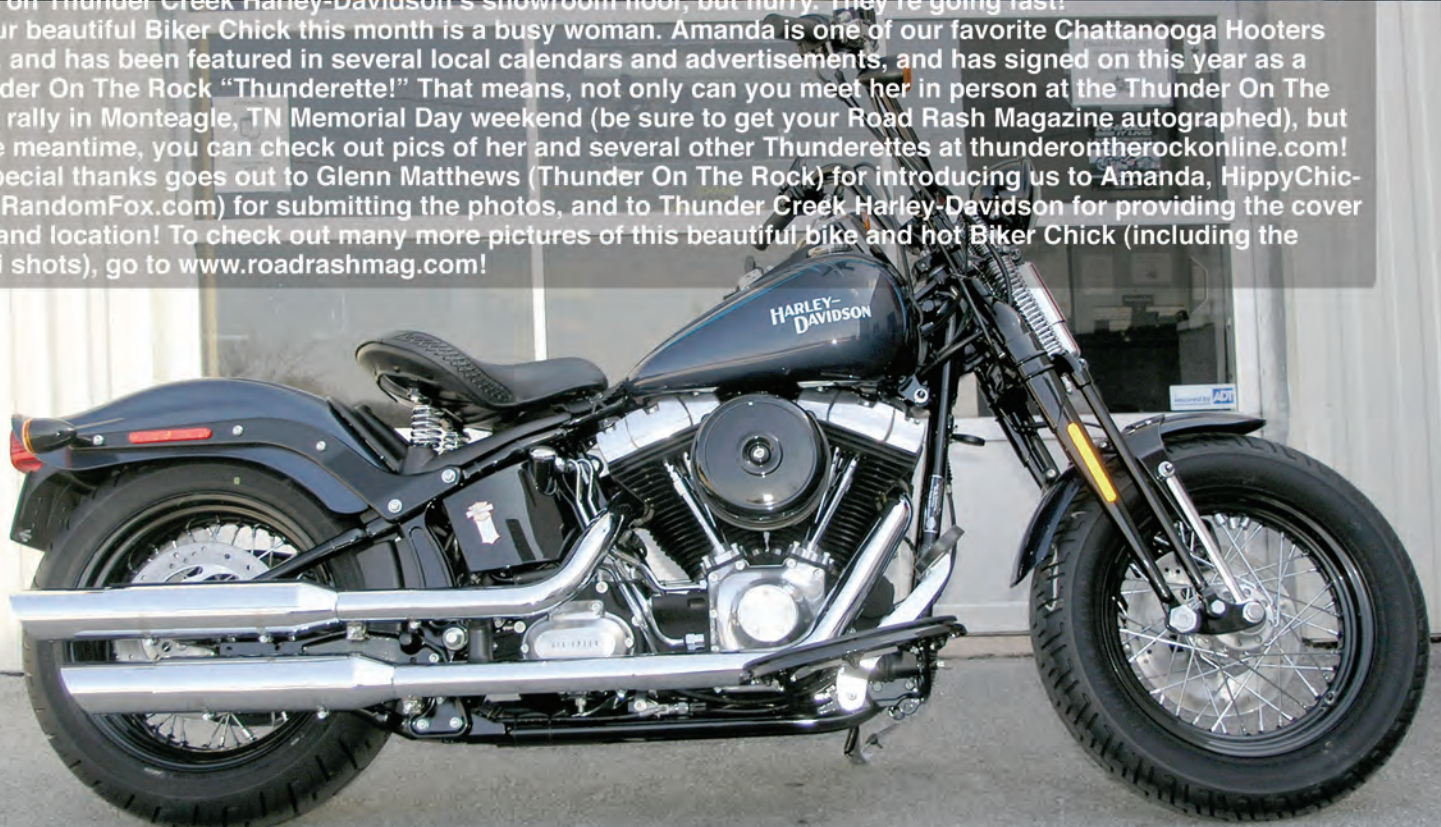 on Thunder Creek Harley-Davidson's showroom floor, but hurry. They're going fast!
ur beautiful Biker Chick this month is a busy woman. Amanda is one of our favorite Chattanooga Hooters
and has been featured in several local calendars and advertisements, and has signed on this year as a
der On The Rock "Thunderette!" That means, not only can you meet her in person at the Thunder On The
rally in Monteagle, TN Memorial Day weekend (be sure to get your Road Rash Magazine autographed), but
e meantime, you can check out pics of her and several other Thunderettes at thunderontherockonline.com!
pecial thanks goes out to Glenn Matthews (Thunder On The Rock) for introducing us to Amanda, HippyChic-
RandomFox.com) for submitting the photos, and to Thunder Creek Harley-Davidson for providing the cover
and location! To check out many more pictures of this beautiful bike and hot Biker Chick (including the
i shots), go to www.roadrashmag.com!
HARLEY-
DAVIDSON
secured by ADT